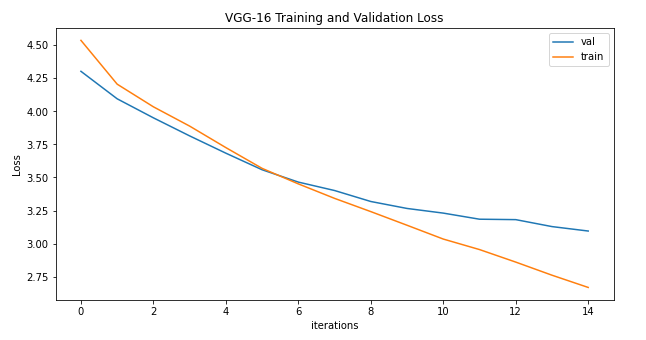 VGG-16 Training and Validation Loss
val
train
Loss
4.50
4.25
4.00
3.75
3.50
3.25
3.00
2.75
0 2 4 6 8 10 12 14
iterations